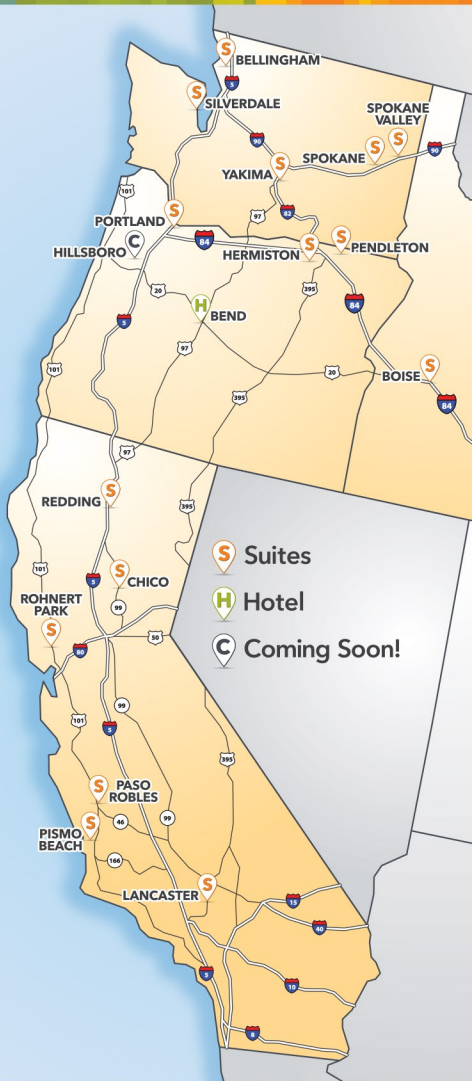 S
BELLINGHAM
5
S
SILVERDALE
SPOKANE
VALLEY
S
90
S
SPOKANE
90
S
YAKIMA
101
82
97
S
PORTLAND
84
C
HILLSBORO
S
HERMISTON
S
PENDLETON
20
395
84
H
BEND
5
97
101
20
S
BOISE
395
84
97
S
REDDING
395
S
Suites
101
5
S
CHICO
ROHNERT
PARK
99
H
Hotel
S
50
80
C
Coming Soon!
99
101
5
395
S
PASO
ROBLES
S
PISMO
BEACH
46
99
166
S
LANCASTER
15
40
5
10
8